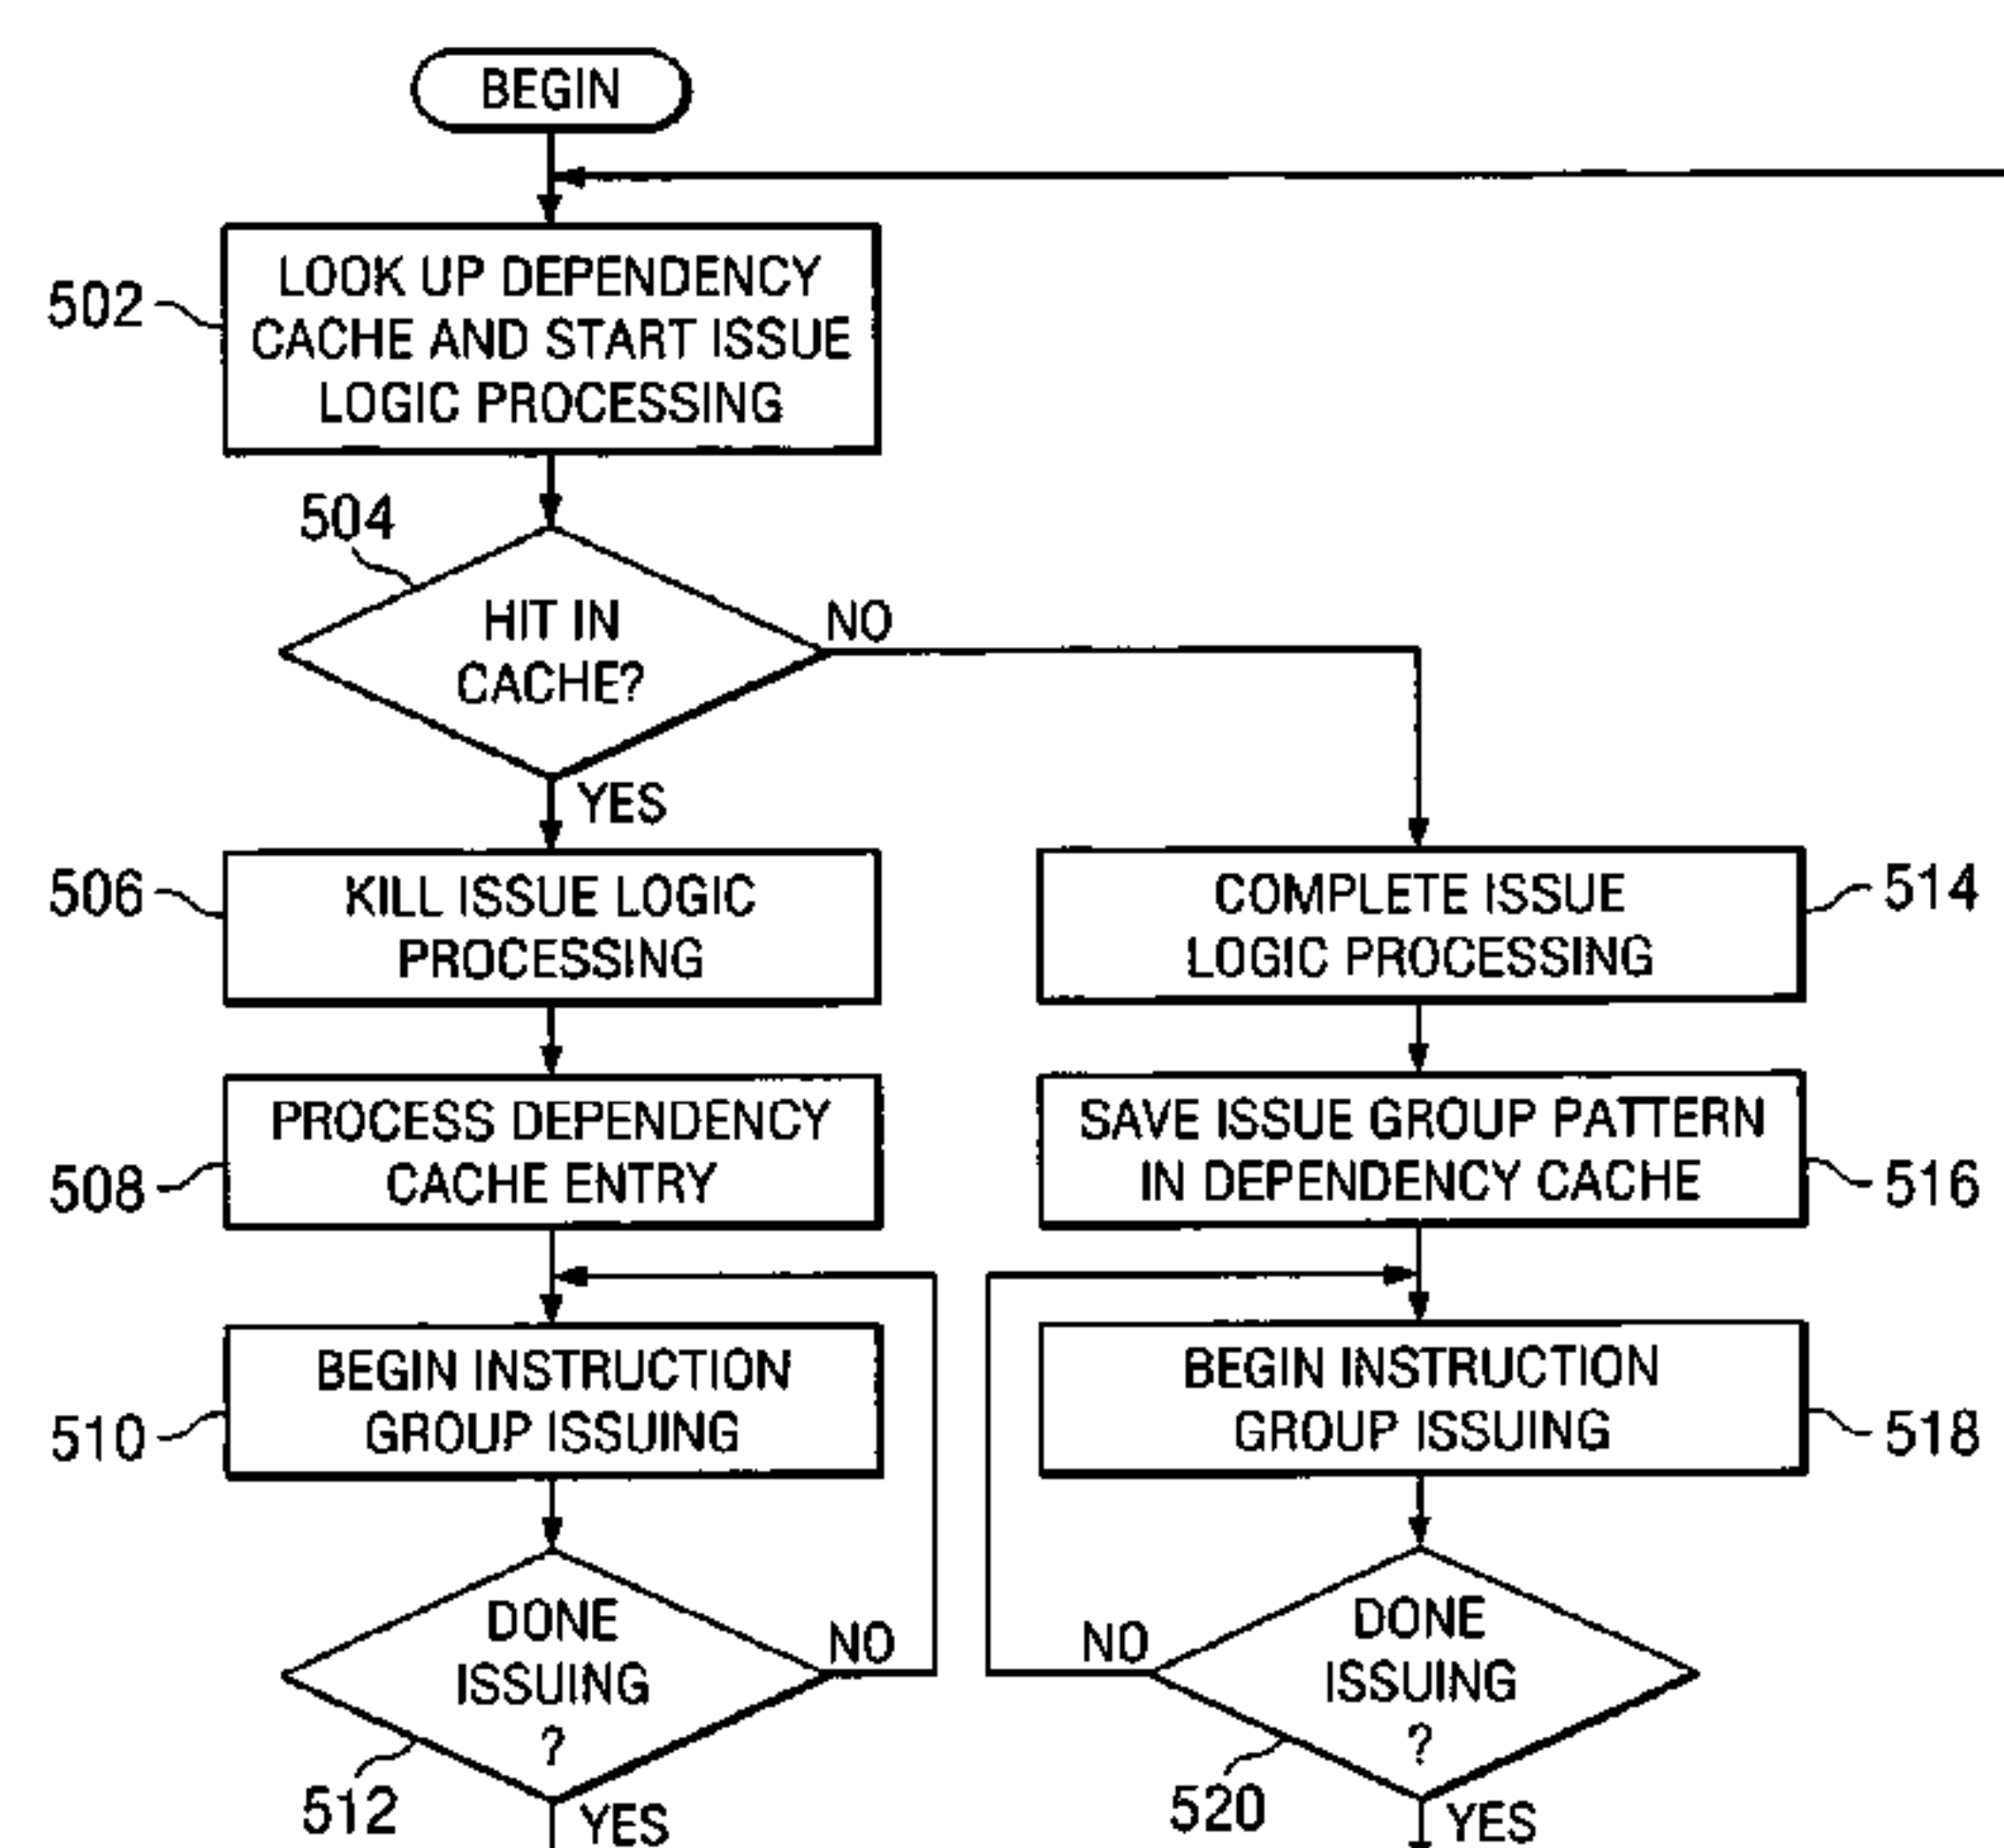 BEGIN
502
LOOK UP DEPENDENCY
CACHE AND START ISSUE
LOGIC PROCESSING
504
HIT IN
CACHE?
NO
YES
506
KILL ISSUE LOGIC
PROCESSING
COMPLETE ISSUE
LOGIC PROCESSING
514
508
PROCESS DEPENDENCY
CACHE ENTRY
SAVE ISSUE GROUP PATTERN
IN DEPENDENCY CACHE
516
510
BEGIN INSTRUCTION
GROUP ISSUING
BEGIN INSTRUCTION
GROUP ISSUING
518
DONE
ISSUING
?
NO
512
YES
NO
DONE
ISSUING
?
520
YES